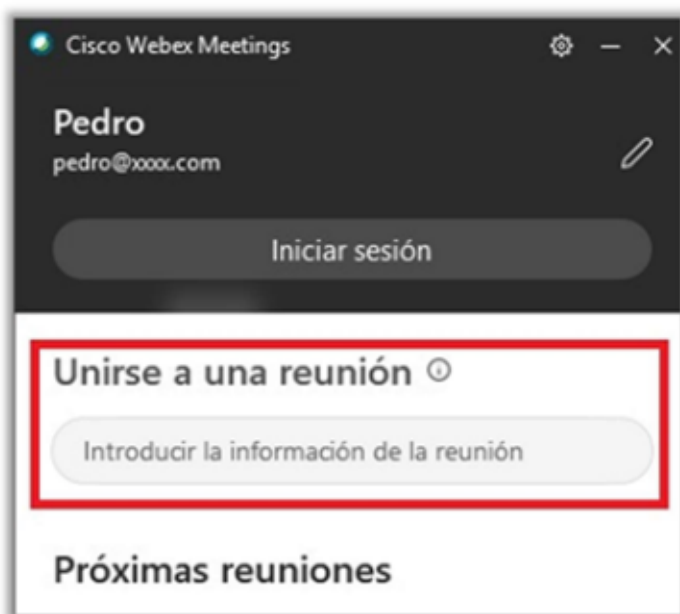 Cisco Webex Meetings
Pedro
pedro@xxxx.com
Iniciar sesión
Unirse a una reunión
Introducir la información de la reunión
Próximas reuniones